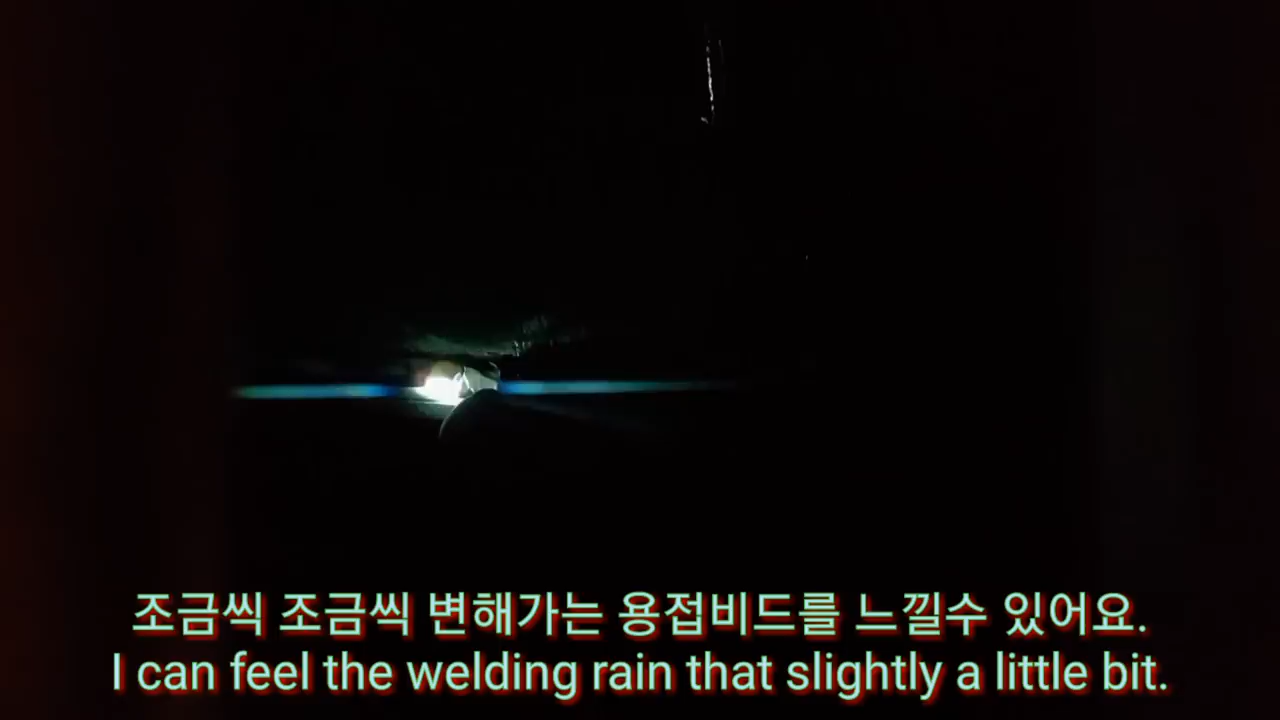 조금씩 조금씩 변해가는 용접비드를 느낄수 있어요.
I can feel the welding rain that slightly a little bit.